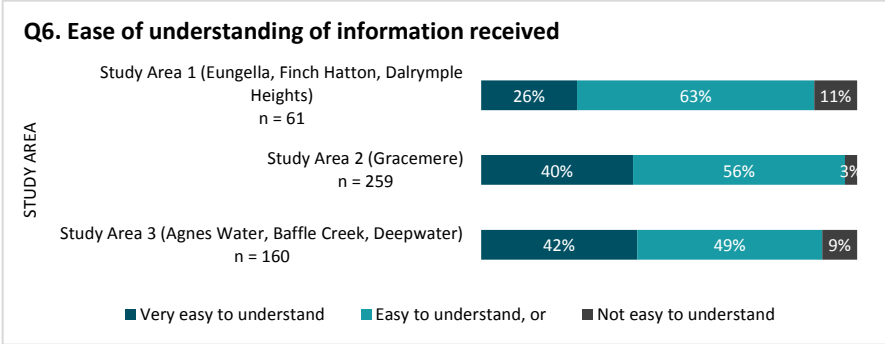 Q6. Ease of understanding of information received
STUDY AREA
Study Area 1 (Eungella, Finch Hatton, Dalrymple
Heights)
n = 61
26% 63% 11%
Study Area 2 (Gracemere)
n = 259
40% 56% 3%
Study Area 3 (Agnes Water, Baffle Creek, Deepwater)
n = 160
42% 49% 9%
Very easy to understand Easy to understand, or Not easy to understand